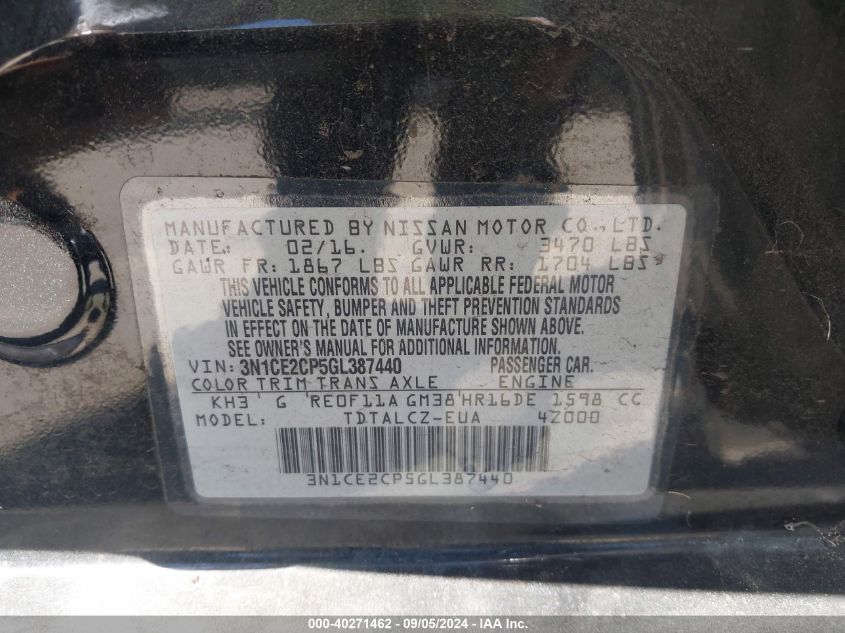 MANUFACTURED BY NISSAN MOTOR CO.,LTD.
DATE: 02/16. GVWR: 3470 LBS
GAWR FR: 1867 LBS GAWR RR: 1704 LBS
THIS VEHICLE CONFORMS TO ALL APPLICABLE FEDERAL MOTOR
VEHICLE SAFETY, BUMPER AND THEFT PREVENTION STANDARDS
IN EFFECT ON THE DATE OF MANUFACTURE SHOWN ABOVE.
SEE OWNER'S MANUAL FOR ADDITIONAL INFORMATION.
VIN: 3N1CE2CP5GL387440 PASSENGER CAR.
COLOR TRIM TRANS AXLE ENGINE
KH3 ' G 'RE0F11A GM38'HR16DE 1598 CC
MODEL: TDTALCZ-EUA 4Z000
3N1CE2CP5GL387440
000-40271462 - 09/05/2024 - IAA Inc.